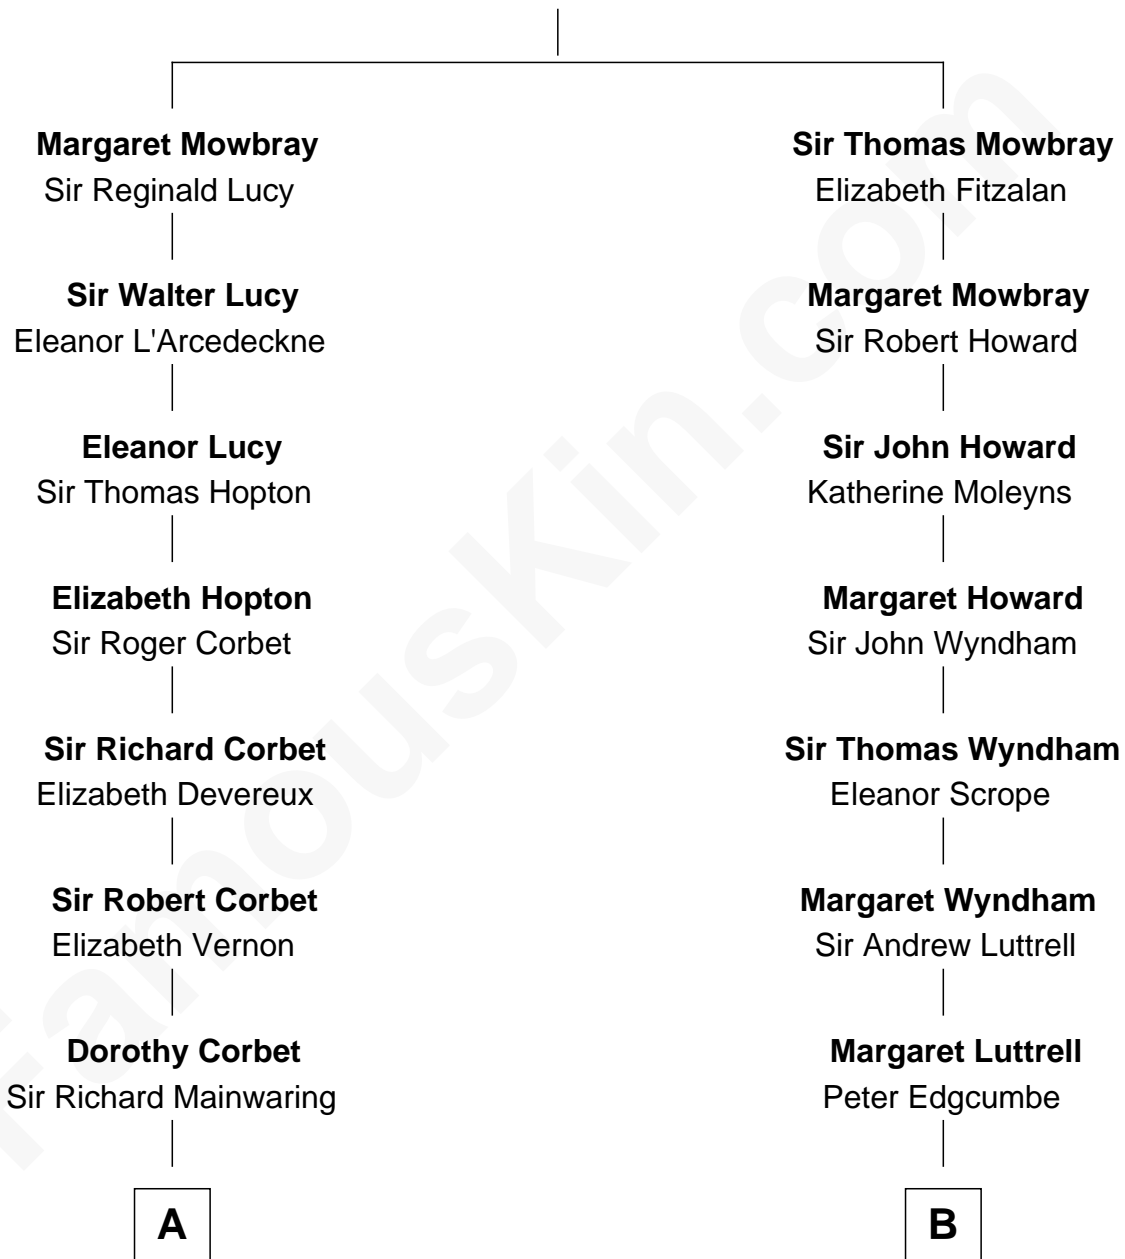 Margaret Mowbray
Sir Reginald Lucy
Sir Walter Lucy
Eleanor L'Arcedeckne
Eleanor Lucy
Sir Thomas Hopton
Elizabeth Hopton
Sir Roger Corbet
Sir Richard Corbet
Elizabeth Devereux
Sir Robert Corbet
Elizabeth Vernon
Dorothy Corbet
Sir Richard Mainwaring
A
Sir Thomas Mowbray
Elizabeth Fitzalan
Margaret Mowbray
Sir Robert Howard
Sir John Howard
Katherine Moleyns
Margaret Howard
Sir John Wyndham
Sir Thomas Wyndham
Eleanor Scrope
Margaret Wyndham
Sir Andrew Luttrell
Margaret Luttrell
Peter Edgcumbe
B
FamousKin.com